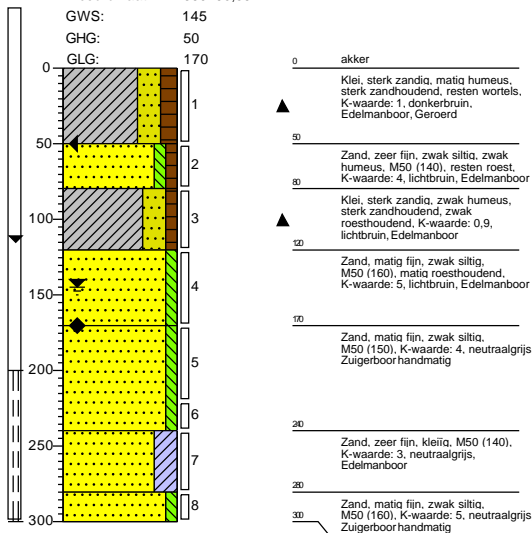 GWS: 145
GHG: 50
GLG: 170
0
50
100
150
200
250
300
1
2
3
4
5
6
7
8
0
akker
Klei, sterk zandig, matig humeus,
sterk zandhoudend, resten wortels,
K-waarde: 1, donkerbruin,
Edelmanboor, Geroerd
50
Zand, zeer fijn, zwak siltig, zwak
humeus, M50 (140), resten roest,
K-waarde: 4, lichtbruin, Edelmanboor
80
Klei, sterk zandig, zwak humeus,
sterk zandhoudend, zwak
roesthoudend, K-waarde: 0,9,
lichtbruin, Edelmanboor
120
Zand, matig fijn, zwak siltig,
M50 (160), matig roesthoudend,
K-waarde: 5, lichtbruin, Edelmanboor
170
Zand, matig fijn, zwak siltig,
M50 (150), K-waarde: 4, neutraalgrijs
Zuigerboor handmatig
240
Zand, zeer fijn, kleiïg, M50 (140),
K-waarde: 3, neutraalgrijs,
Edelmanboor
280
Zand, matig fijn, zwak siltig,
M50 (160), K-waarde: 5, neutraalgrijs
Zuigerboor handmatig
300